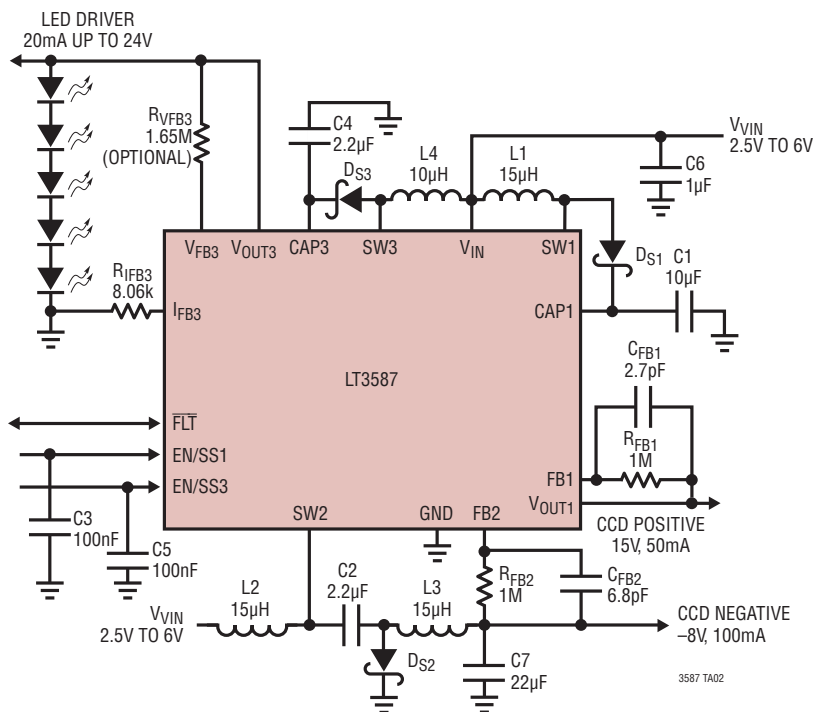 LED DRIVER
20mA UP TO 24V
RVFB3
1.65M
(OPTIONAL)
C4
2.2µF
DS3
L4
10µH
L1
15µH
VVIN
2.5V TO 6V
C6
1µF
VFB3
VOUT3
CAP3
SW3
VIN
SW1
DS1
C1
10µF
RIFB3
8.06k
IFB3
CAP1
LT3587
CFB1
2.7pF
RFB1
1M
FLT
EN/SS1
EN/SS3
FB1
VOUT1
CCD POSITIVE
15V, 50mA
SW2
GND
FB2
C3
100nF
C5
100nF
VVIN
2.5V TO 6V
L2
15µH
C2
2.2µF
L3
15µH
DS2
RFB2
1M
CFB2
6.8pF
C7
22µF
CCD NEGATIVE
–8V, 100mA
3587 TA02